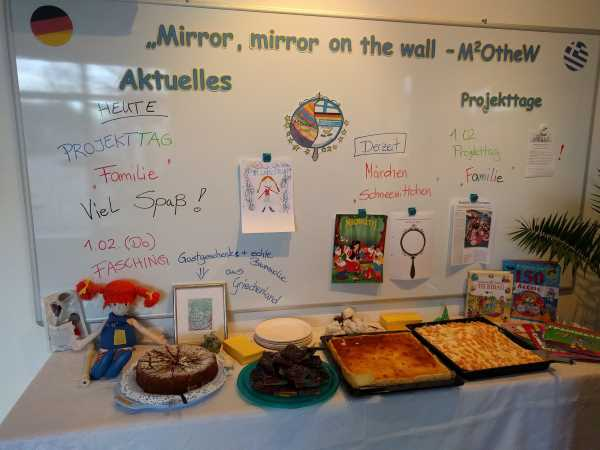 „Mirror, mirror on the wall - M²OtheW
Aktuelles
HEUTE
PROJEKTTAG
"Familie"
Viel Spaß!
1.02 (Do)
FASCHING
Gastgeschenke + echte
Baumwolle
aus
Griechenland
Derzeit
Märchen
"Schneewittchen
Projekttage
1.02
Projekttag
"Familie
!
150